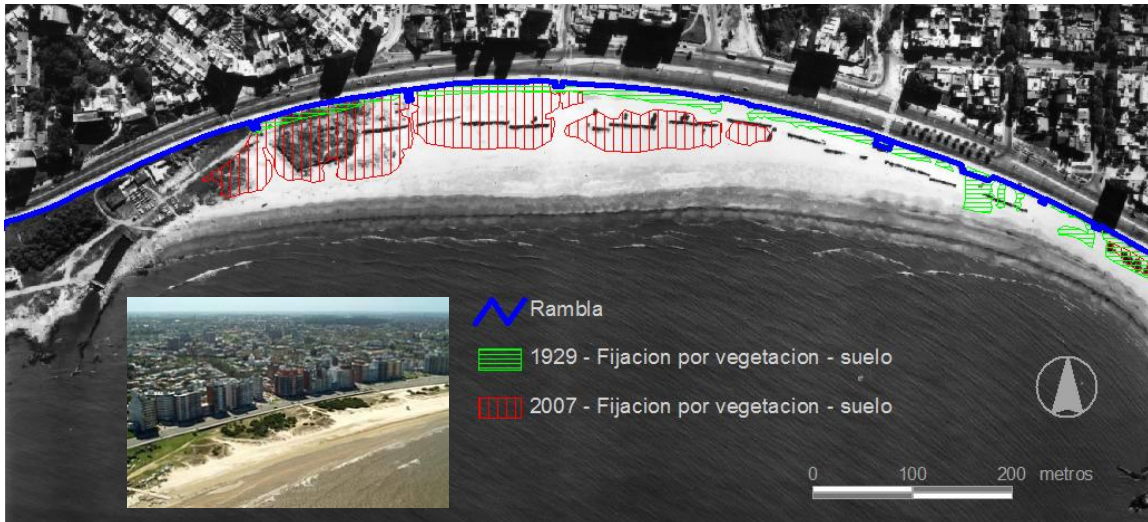 Rambla
1929 - Fijacion por vegetacion - suelo
2007 - Fijacion por vegetacion - suelo
0 100 200 metros